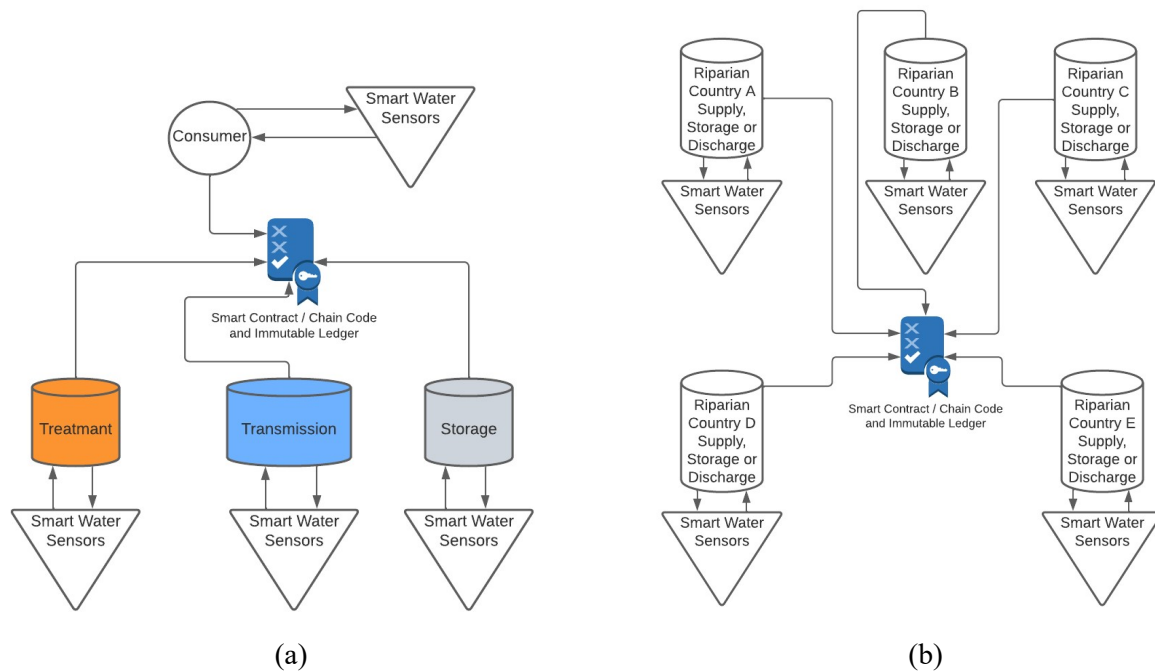 Smart Water
Sensors
Consumer
Smart Contract / Chain Code
and Immutable Ledger
Treatmant
Transmission
Storage
Smart Water
Sensors
Smart Water
Sensors
Smart Water
Sensors
(a)
Riparian
Country A
Supply,
Storage or
Discharge
Riparian
Country B
Supply,
Storage or
Discharge
Riparian
Country C
Supply,
Storage or
Discharge
Smart Water
Sensors
Smart Water
Sensors
Smart Water
Sensors
Smart Contract / Chain Code
and Immutable Ledger
Riparian
Country D
Supply,
Storage or
Discharge
Riparian
Country E
Supply,
Storage or
Discharge
Smart Water
Sensors
Smart Water
Sensors
(b)